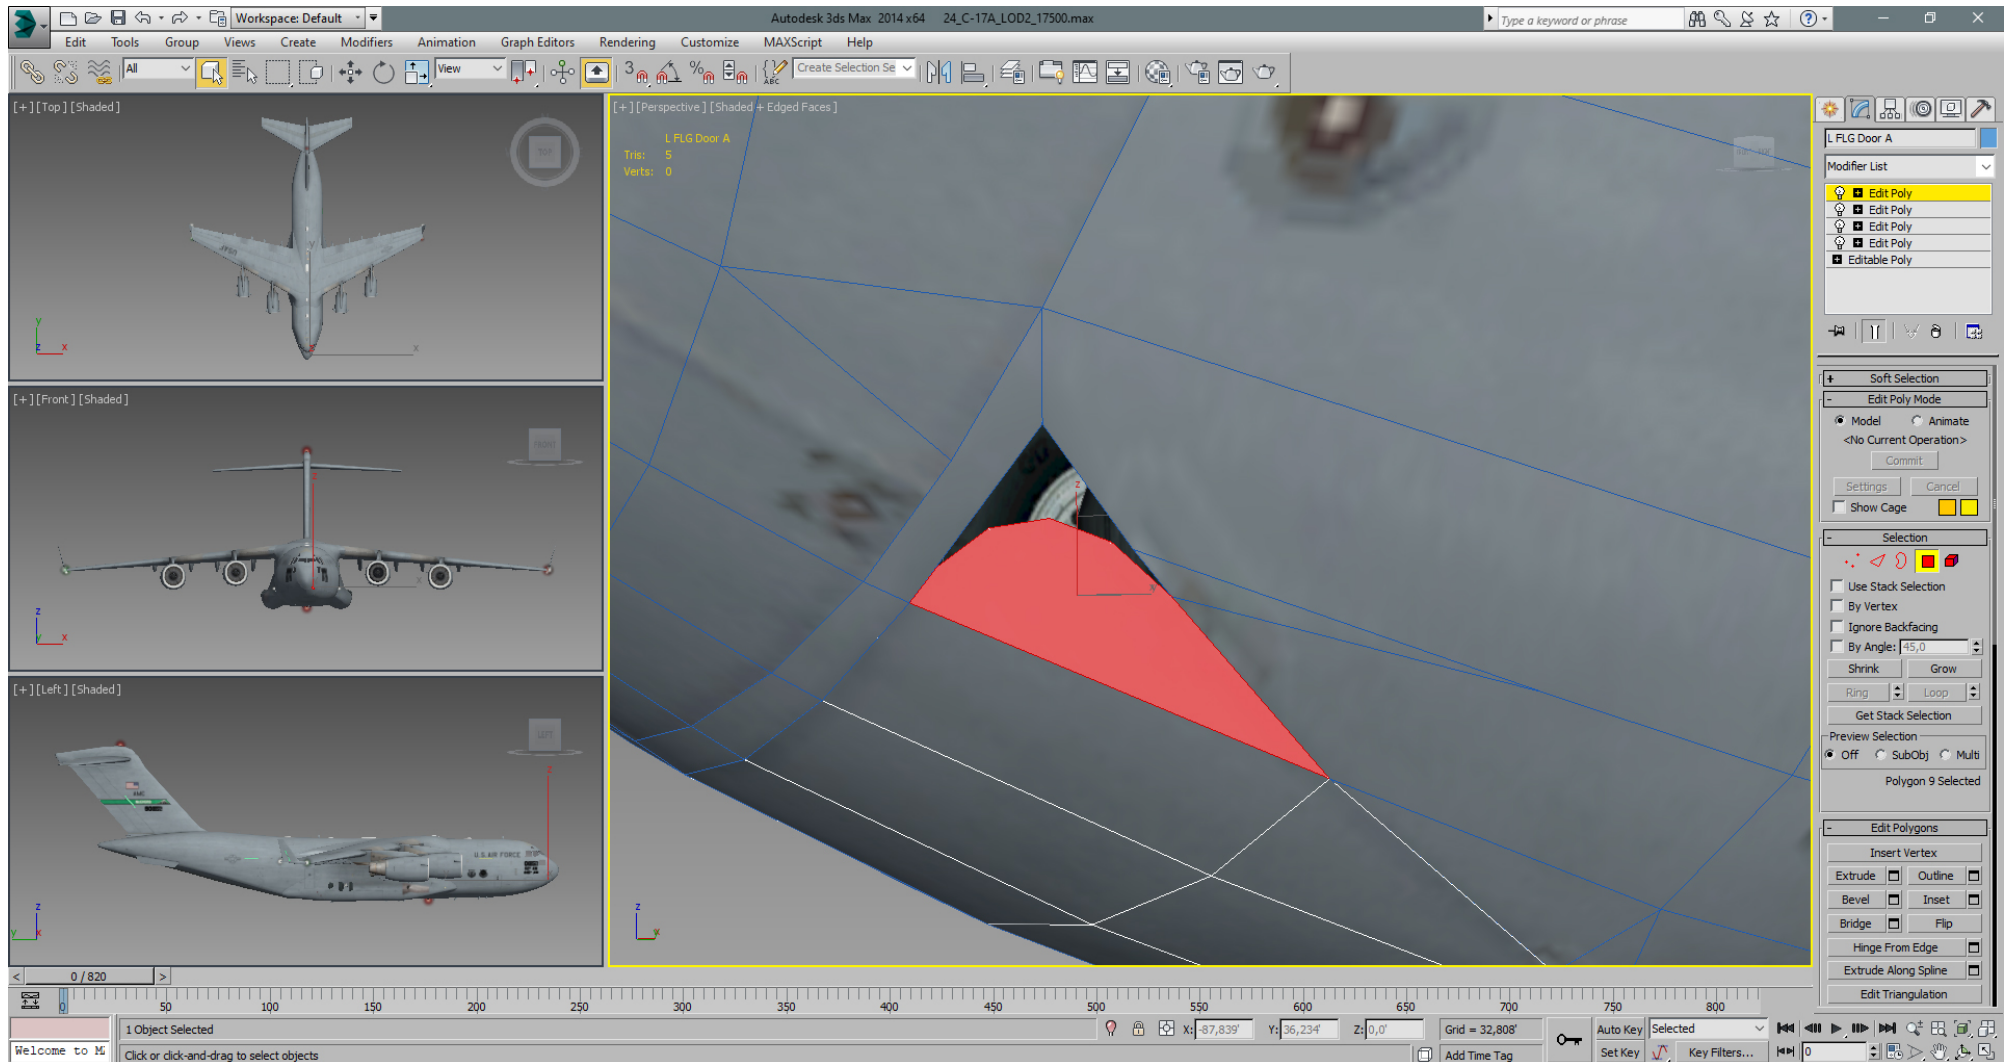 Workspace: Default
Autodesk 3ds Max 2014 x64 24_C-17A_LOD2_17500.max
Type a keyword or phrase
Edit Tools Group Views Create Modifiers Animation Graph Editors Rendering Customize MAXScript Help
All
View
3
%
ABC
Create Selection Se
[+] [Top] [Shaded]
TOP
y
z x
x
[+] [Front] [Shaded]
FRONT
z
x
[+] [Left] [Shaded]
LEFT
U.S. AIR FORCE
z
y
[+] [Perspective] [Shaded + Edged Faces]
L FLG Door A
Tris: 5
Verts: 0
z
z
L FLG Door A
Modifier List
Edit Poly
Edit Poly
Edit Poly
Edit Poly
Editable Poly
+ Soft Selection
- Edit Poly Mode
Model Animate
<No Current Operation>
Commit
Settings Cancel
Show Cage
- Selection
Use Stack Selection
By Vertex
Ignore Backfacing
By Angle: 45,0
Shrink Grow
Ring Loop
Get Stack Selection
Preview Selection
Off SubObj Multi
Polygon 9 Selected
- Edit Polygons
Insert Vertex
Extrude Outline
Bevel Inset
Bridge Flip
Hinge From Edge
Extrude Along Spline
Edit Triangulation
< 0 / 820 >
0 50 100 150 200 250 300 350 400 450 500 550 600 650 700 750 800
1 Object Selected
X: -87,839' Y: 36,234' Z: 0,0' Grid = 32,808'
Auto Key Selected
Welcome to M
Click or click-and-drag to select objects
Add Time Tag
Set Key Key Filters...
0